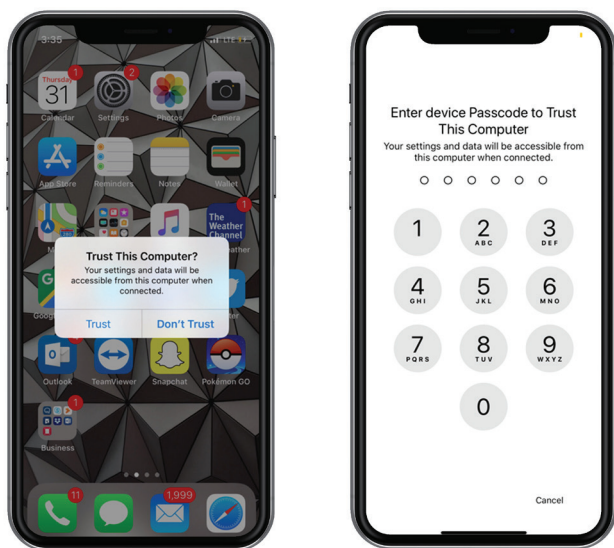 3:35
LTE
Thursday
31
1
2
Calendar
Settings
Photos
Camera
App Store
Reminders
Notes
Wallet
The
Weather
Channel
1
Trust This Computer?
Your settings and data will be
accessible from this computer when
connected.
Trust
Don't Trust
Outlook
TeamViewer
Snapchat
Pokémon GO
1
Business
11
1,999
Enter device Passcode to Trust
This Computer
Your settings and data will be accessible from
this computer when connected.
1
2
ABC
3
DEF
4
GHI
5
JKL
6
MNO
7
PQRS
8
TUV
9
WXYZ
0
Cancel